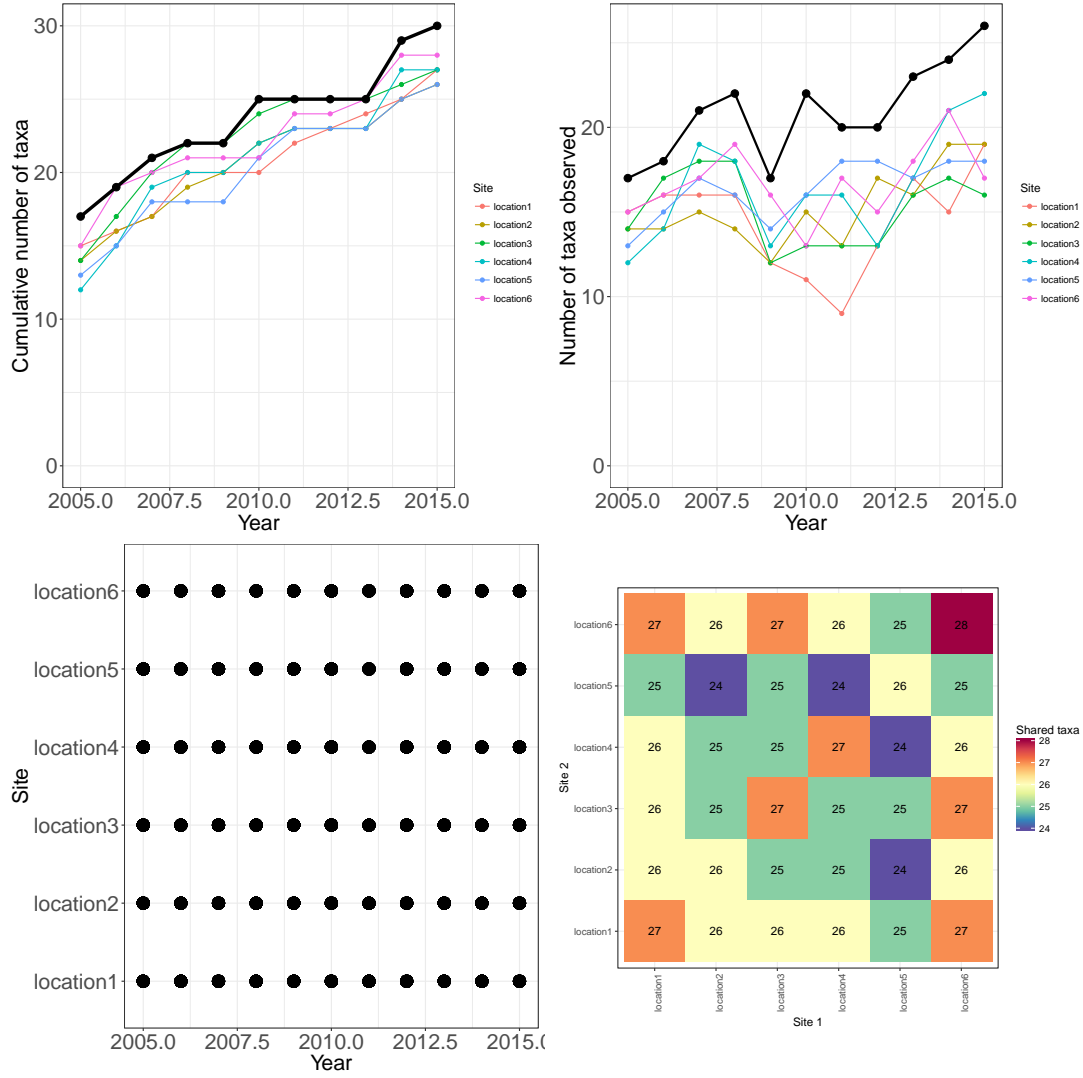 Cumulative number of taxa
30
20
10
0
2005.0 2007.5 2010.0 2012.5 2015.0
Year
Site
location1
location2
location3
location4
location5
location6
Number of taxa observed
20
10
0
2005.0 2007.5 2010.0 2012.5 2015.0
Year
Site
location1
location2
location3
location4
location5
location6
Site
location6
location5
location4
location3
location2
location1
2005.0 2007.5 2010.0 2012.5 2015.(
Year
Site 2
location6 27 26 27 26 25 28
location5 25 24 25 24 26 25
location4 26 25 25 27 24 26
location3 26 25 27 25 25 27
location2 26 26 25 25 24 26
location1 27 26 26 26 25 27
location1 location2 location3 location4 location5 location6
Site 1
Shared taxa
28
27
26
25
24